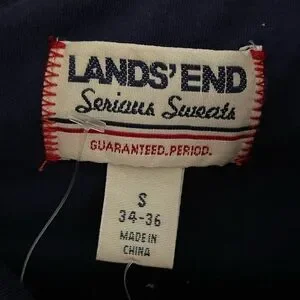 LANDS' END
Serious Sweats
GUARANTEED. PERIOD.
S
34-36
MADE IN
CHINA